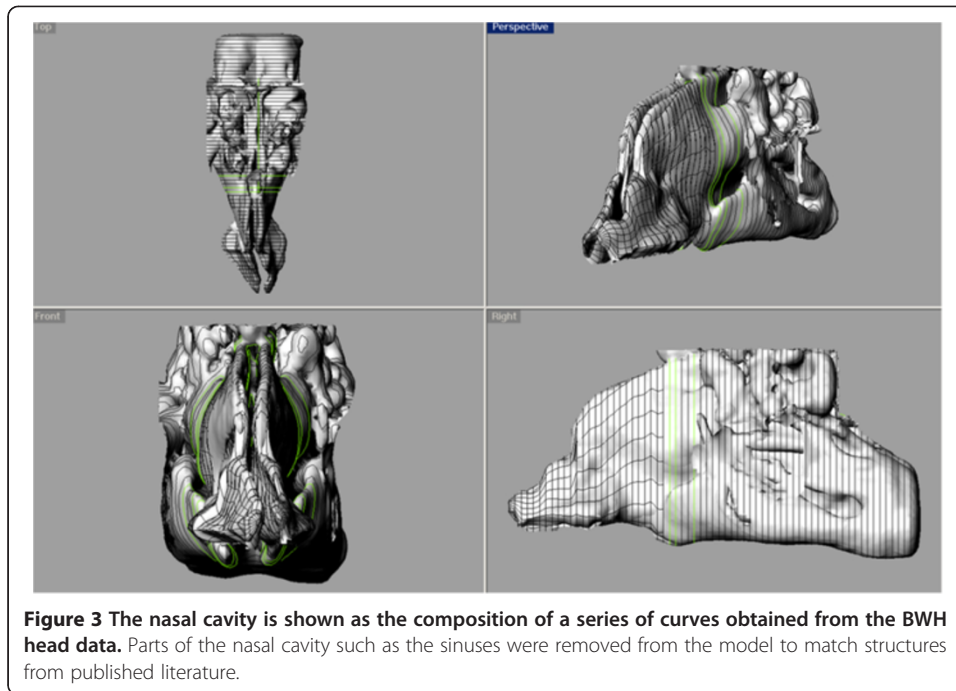 Top
Perspective
Front
Right
Figure 3 The nasal cavity is shown as the composition of a series of curves obtained from the BWH
head data. Parts of the nasal cavity such as the sinuses were removed from the model to match structures
from published literature.